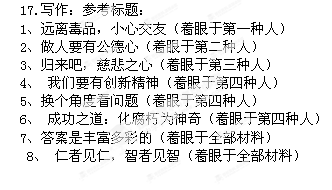 17.写作：参考标题：
1、远离毒品，小心交友（着眼于第一种人）
2、做人要有公德心（着眼于第二种人）
3、归来吧，慈悲之心（着眼于第三种人）
4、 我们要有创新精神（着眼于第四种人）
5、换个角度看问题（着眼于第四种人）
6、 成功之道：化腐朽为神奇（着眼于第四种人）
7、答案是丰富多彩的（着眼于全部材料）
8、 仁者见仁，智者见智（着眼于全部材料）